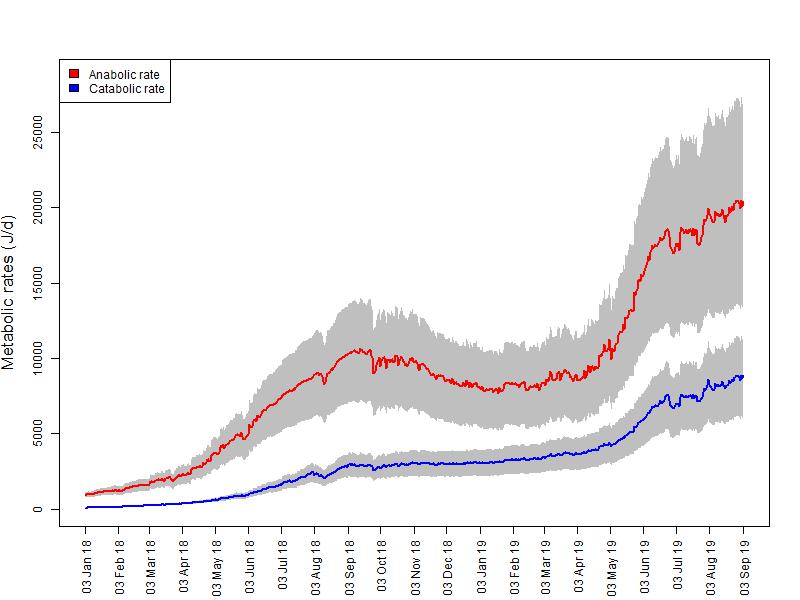 Anabolic rate
Catabolic rate
Metabolic rates (J/d)
25000
20000
15000
10000
5000
0
03 Jan 18
03 Feb 18
03 Mar 18
03 Apr 18
03 May 18
03 Jun 18
03 Jul 18
03 Aug 18
03 Sep 18
03 Oct 18
03 Nov 18
03 Dec 18
03 Jan 19
03 Feb 19
03 Mar 19
03 Apr 19
03 May 19
03 Jun 19
03 Jul 19
03 Aug 19
03 Sep 19